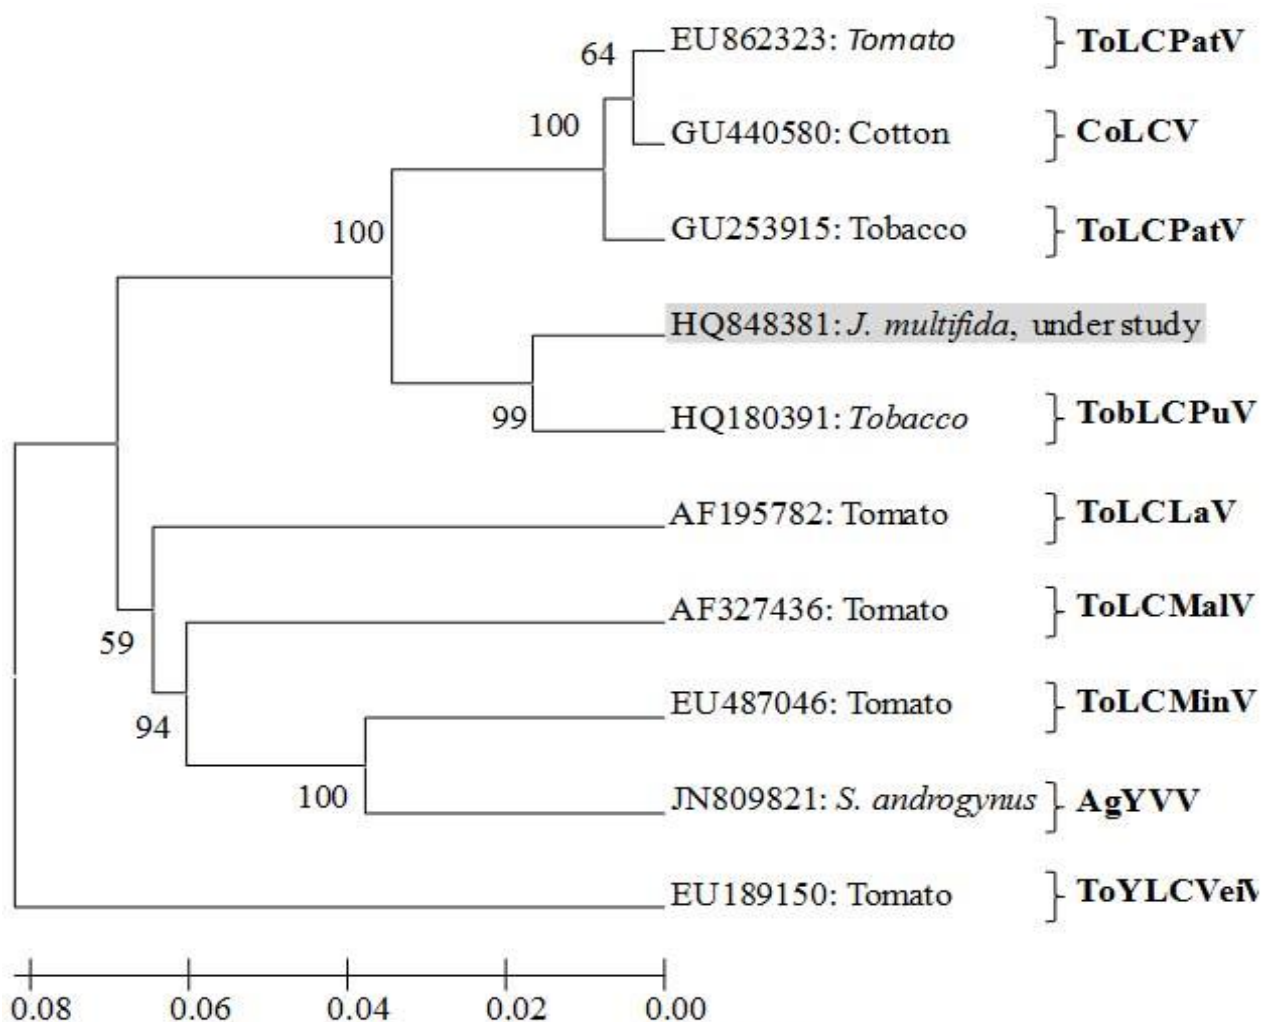 64
EU862323: Tomato } ToLCPatV
100
GU440580: Cotton } CoLCV
GU253915: Tobacco } ToLCPatV
100
HQ848381: J. multifida, under study
99
HQ180391: Tobacco } TobLCPuV
AF195782: Tomato } ToLCLaV
AF327436: Tomato } ToLCMalV
59
EU487046: Tomato } ToLCMinV
94
100
JN809821: S. androgynus } AgYVV
EU189150: Tomato } ToYLCVeiV
0.08 0.06 0.04 0.02 0.00